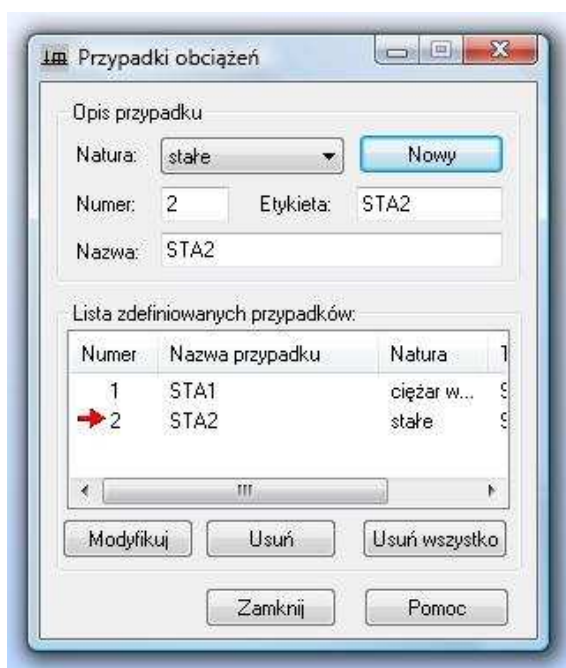 Przypadki obciążeń
Opis przypadku
Natura: stałe Nowy
Numer: 2 Etykieta: STA2
Nazwa: STA2
Lista zdefiniowanych przypadków:
Numer Nazwa przypadku Natura
1 STA1 ciężar w...
2 STA2 stałe
Modyfikuj Usuń Usuń wszystko
Zamknij Pomoc